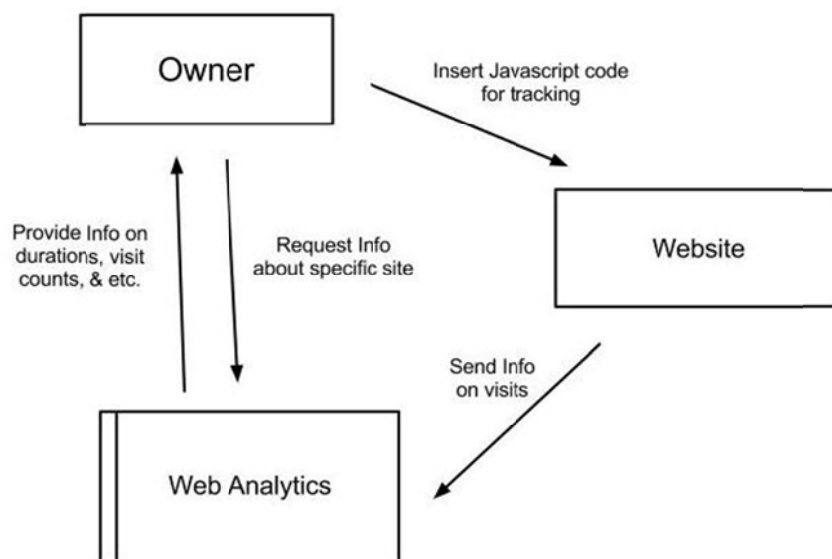 Owner
Insert Javascript code
for tracking
Provide Info on
durations, visit
counts, & etc.
Request Info
about specific site
Website
Send Info
on visits
Web Analytics